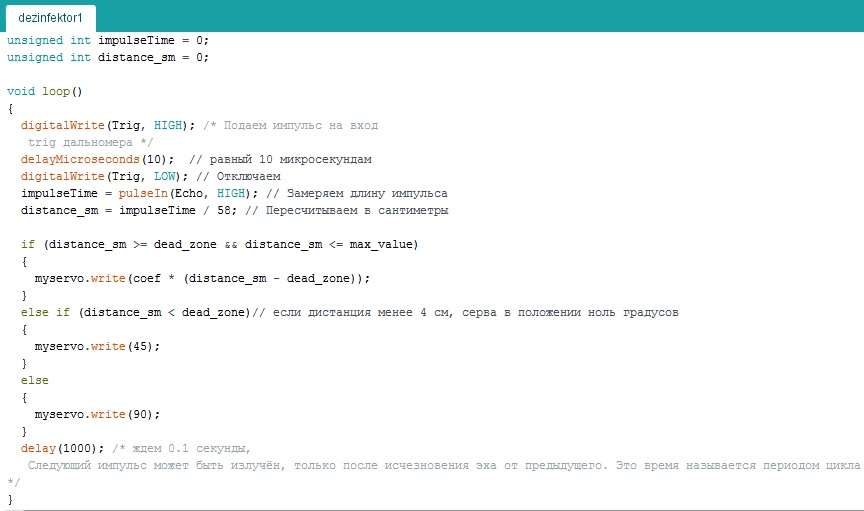 dezinfektor1
unsigned int impulseTime = 0;
unsigned int distance_sm = 0;
void loop()
{
digitalWrite(Trig, HIGH); /* Подаем импульс на вход
trig дальномера */
delayMicroseconds(10);  // равный 10 микросекундам
digitalWrite(Trig, LOW); // Отключаем
impulseTime = pulseIn(Echo, HIGH); // Замеряем длину импульса
distance_sm = impulseTime / 58; // Пересчитываем в сантиметры
if (distance_sm >= dead_zone && distance_sm <= max_value)
{
myservo.write(coef * (distance_sm - dead_zone));
}
else if (distance_sm < dead_zone)// если дистанция менее 4 см, серва в положении ноль градусов
{
myservo.write(45);
}
else
{
myservo.write(90);
}
delay(1000); /* ждем 0.1 секунды,
Следующий импульс может быть излучён, только после исчезновения эха от предыдущего. Это время называется периодом цикла
*/
}